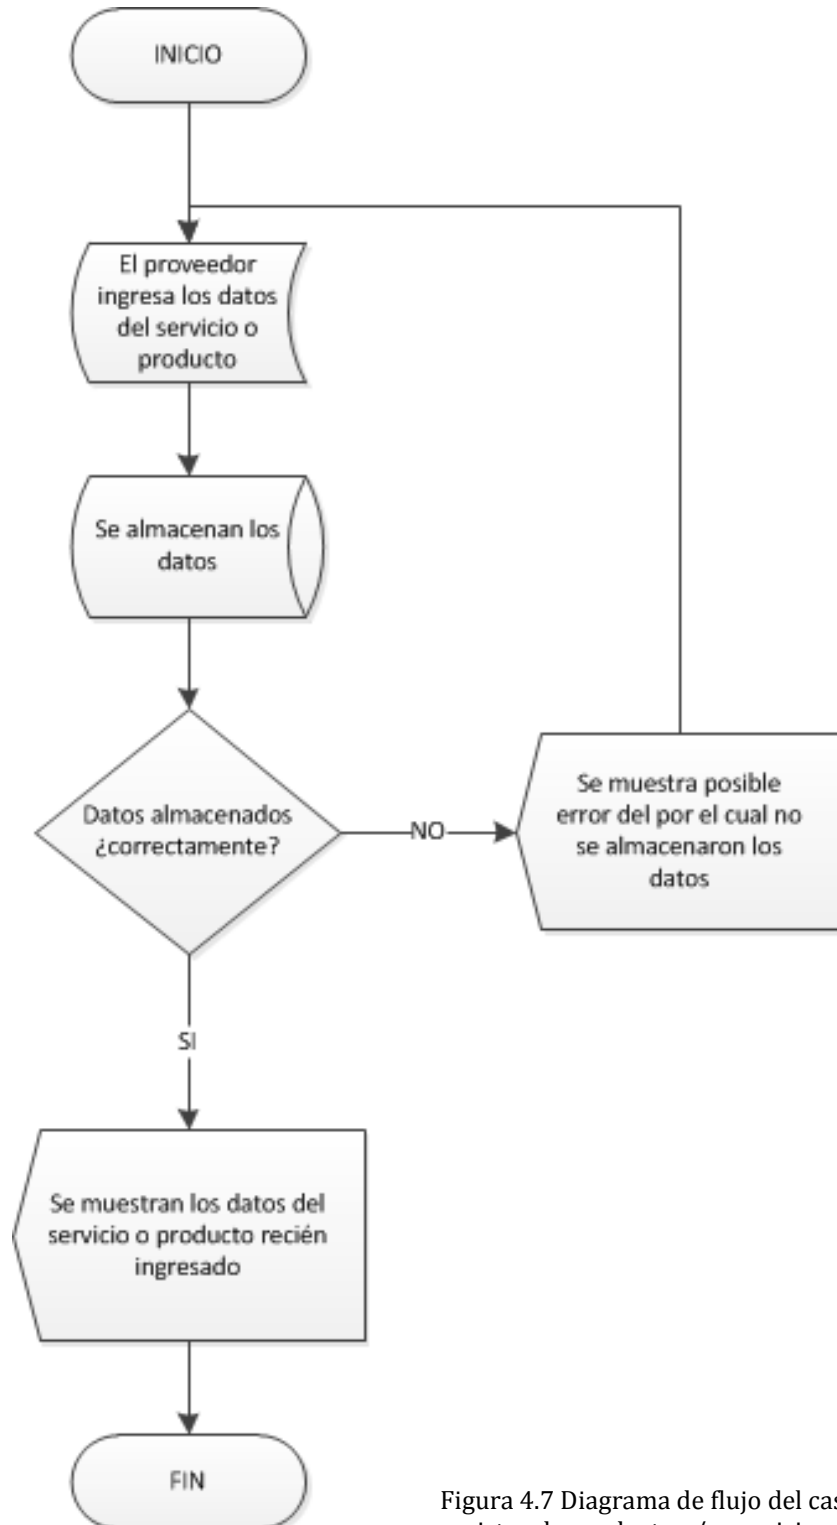 INICIO
El proveedor
ingresa los datos
del servicio o
producto
Se almacenan los
datos
Datos almacenados
¿correctamente?
NO
Se muestra posible
error del por el cual no
se almacenaron los
datos
SI
Se muestran los datos del
servicio o producto recién
ingresado
FIN
Figura 4.7 Diagrama de flujo del